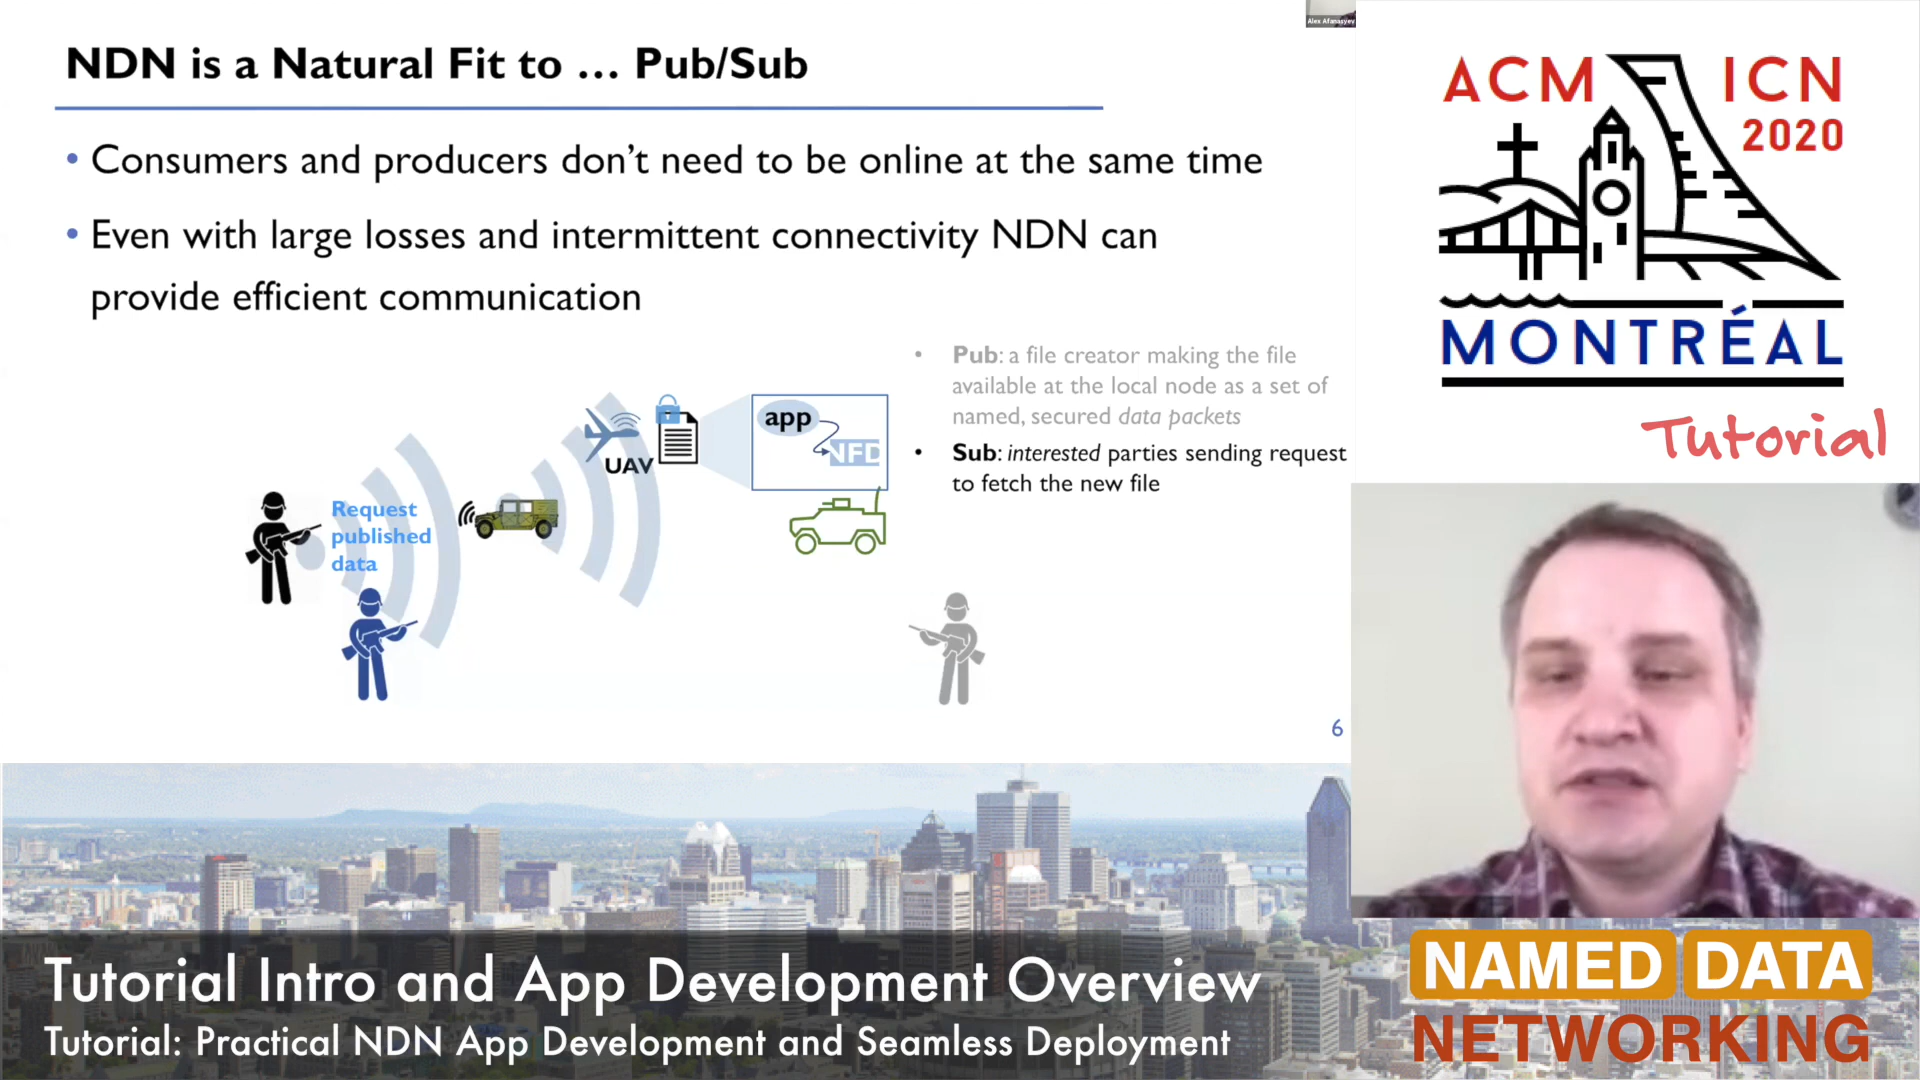 Alex Afanasyev
NDN is a Natural Fit to … Pub/Sub
• Consumers and producers don’t need to be online at the same time
• Even with large losses and intermittent connectivity NDN can
provide efficient communication
• Pub: a file creator making the file
available at the local node as a set of
named, secured data packets
• Sub: interested parties sending request
to fetch the new file
app
NFD
UAV
Request
published
data
6
ACM ICN
2020
MONTRÉAL
Tutorial
Tutorial Intro and App Development Overview
Tutorial: Practical NDN App Development and Seamless Deployment
NAMED DATA
NETWORKING